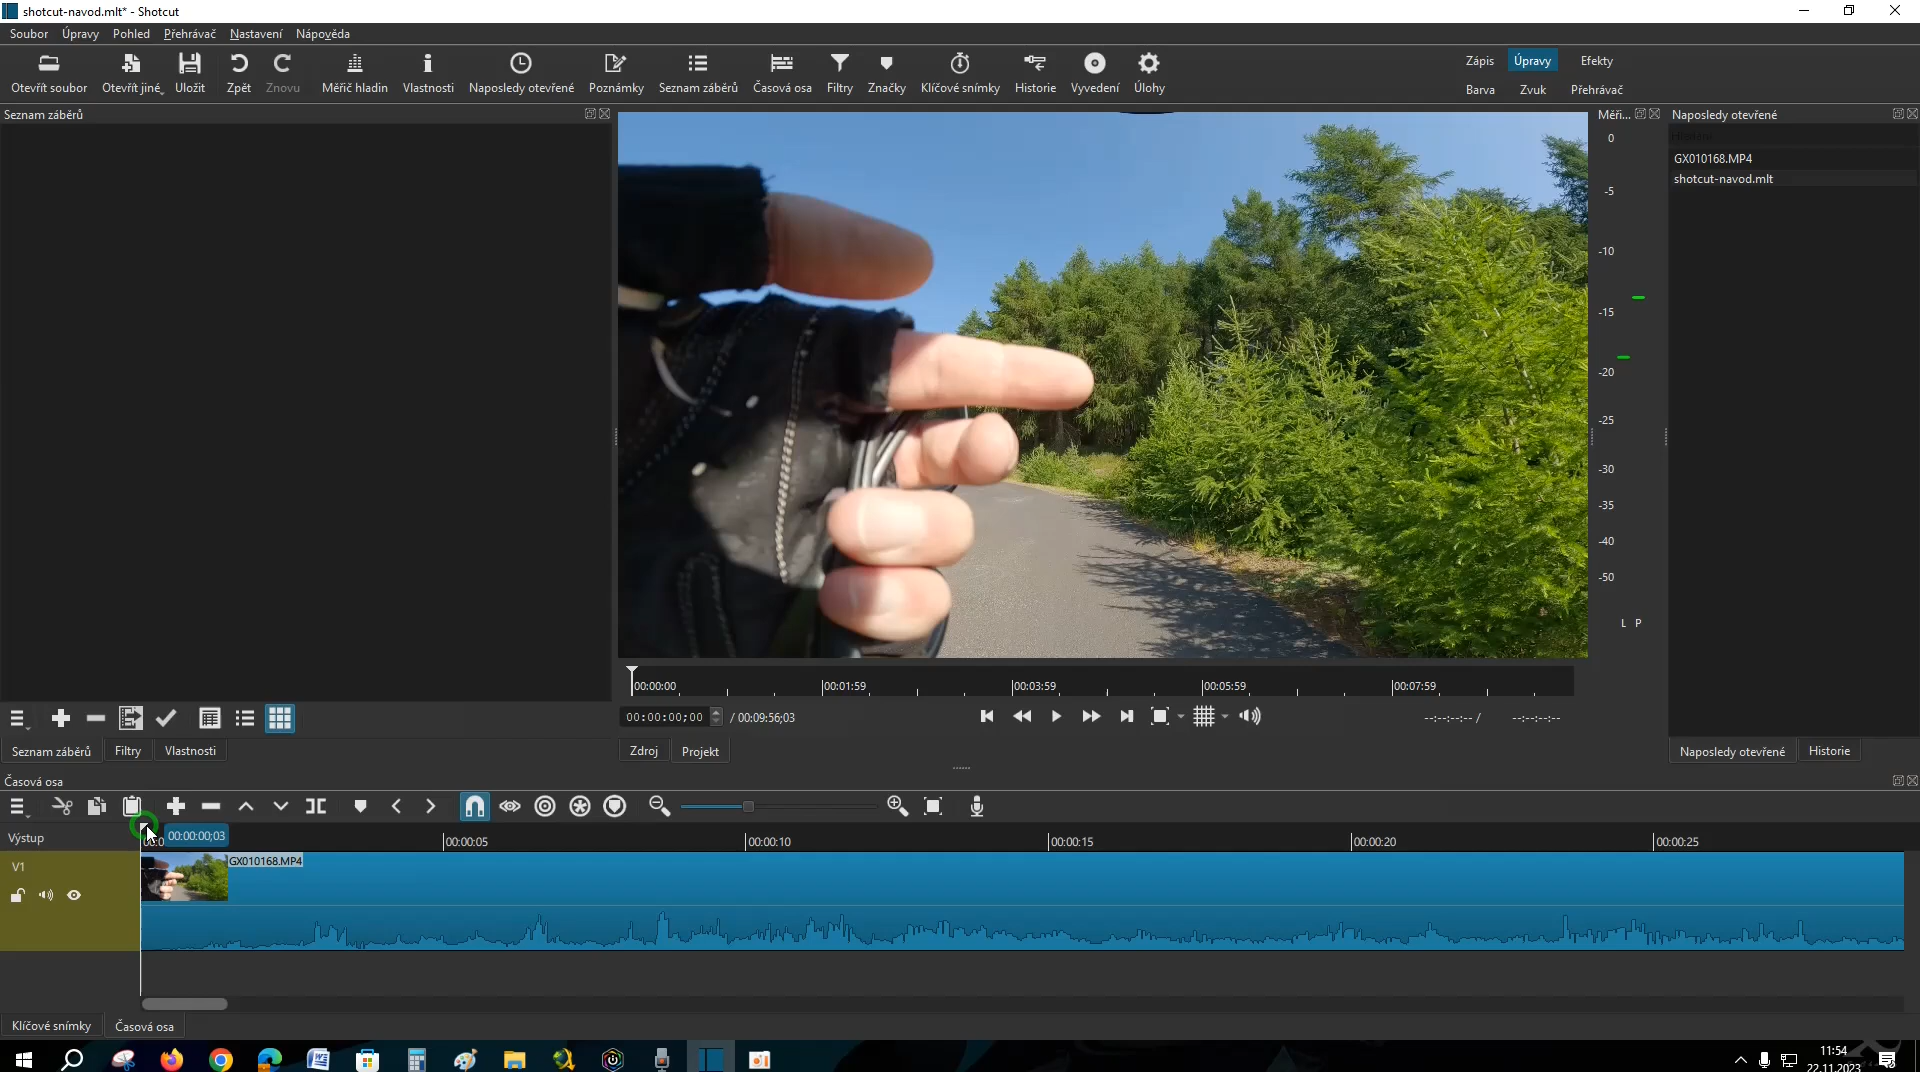 shotcut-navod.mlt* - Shotcut
Soubor Úpravy Pohled Přehrávač Nastavení Nápověda
Otevřít soubor Otevřít jiné Uložit Zpět Znovu Měřič hladin Vlastnosti Naposledy otevřené Poznámky Seznam záběrů Časová osa Filtry Značky Klíčové snímky Historie Vyvedení Úlohy
Zápis Úpravy Efekty
Barva Zvuk Přehrávač
Seznam záběrů
Měři...
0
-5
-10
-15
-20
-25
-30
-35
-40
-50
L P
Naposledy otevřené
GX010168.MP4
shotcut-navod.mlt
00:00:00 00:01:59 00:03:59 00:05:59 00:07:59
00:00:00;00 / 00:09:56;03 --:--:--:-- / --:--:--:--
Seznam záběrů Filtry Vlastnosti
Zdroj Projekt
Naposledy otevřené Historie
Časová osa
Výstup
00:00:00;03
00:00:05 00:00:10 00:00:15 00:00:20 00:00:25
V1
GX010168.MP4
Klíčové snímky Časová osa
11:54
22.11.2023